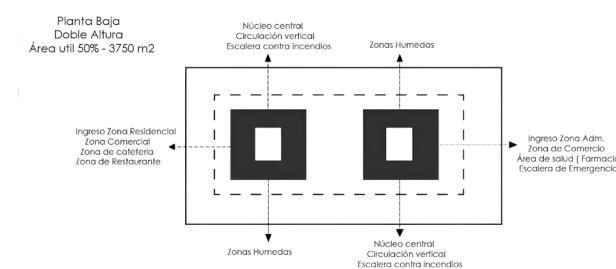 Planta Baja
Doble Altura
Área util 50% - 3750 m2
Núcleo central
Circulación vertical
Escalera contra incendios
Zonas Humedas
Ingreso Zona Residencial
Zona Comercial
Zona de cafeteria
Zona de Restaurante
Ingreso Zona Adm.
Zona de Comercio
Área de salud ( Farmacia
Escalera de Emergencia
Zonas Humedas
Núcleo central
Circulación vertical
Escalera contra incendios